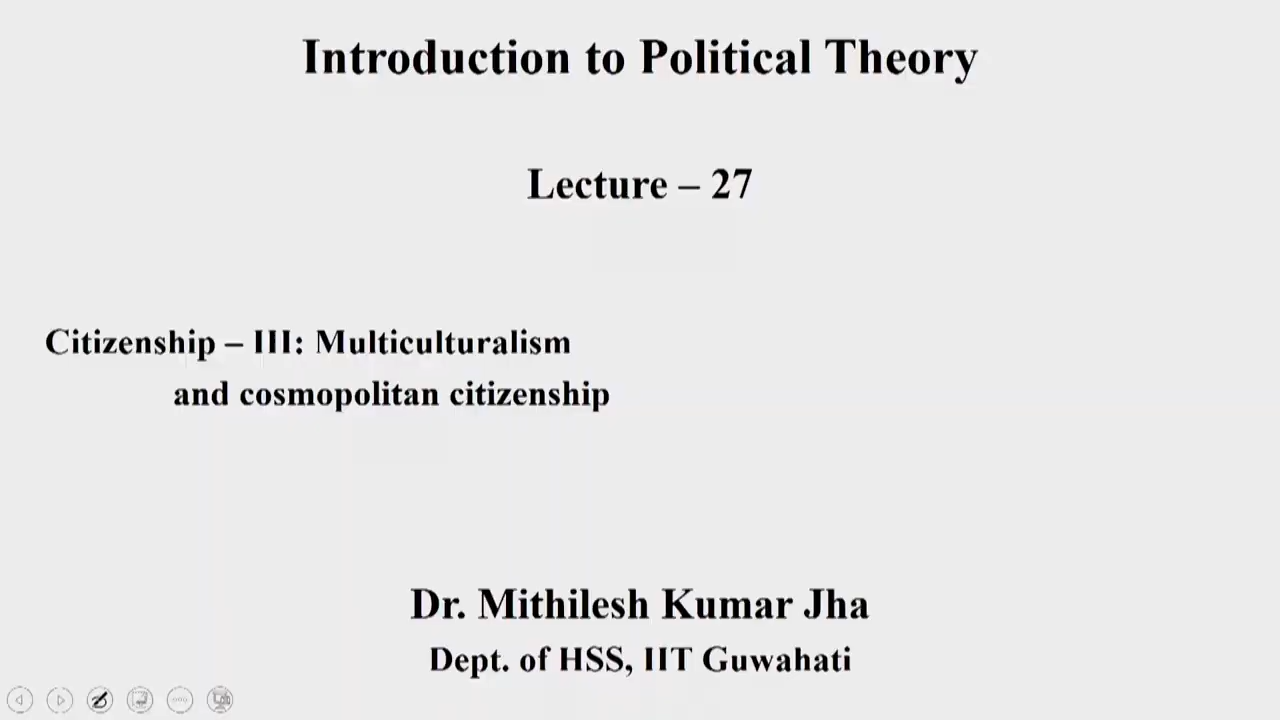 Introduction to Political Theory
Lecture – 27
Citizenship – III: Multiculturalism
and cosmopolitan citizenship
Dr. Mithilesh Kumar Jha
Dept. of HSS, IIT Guwahati